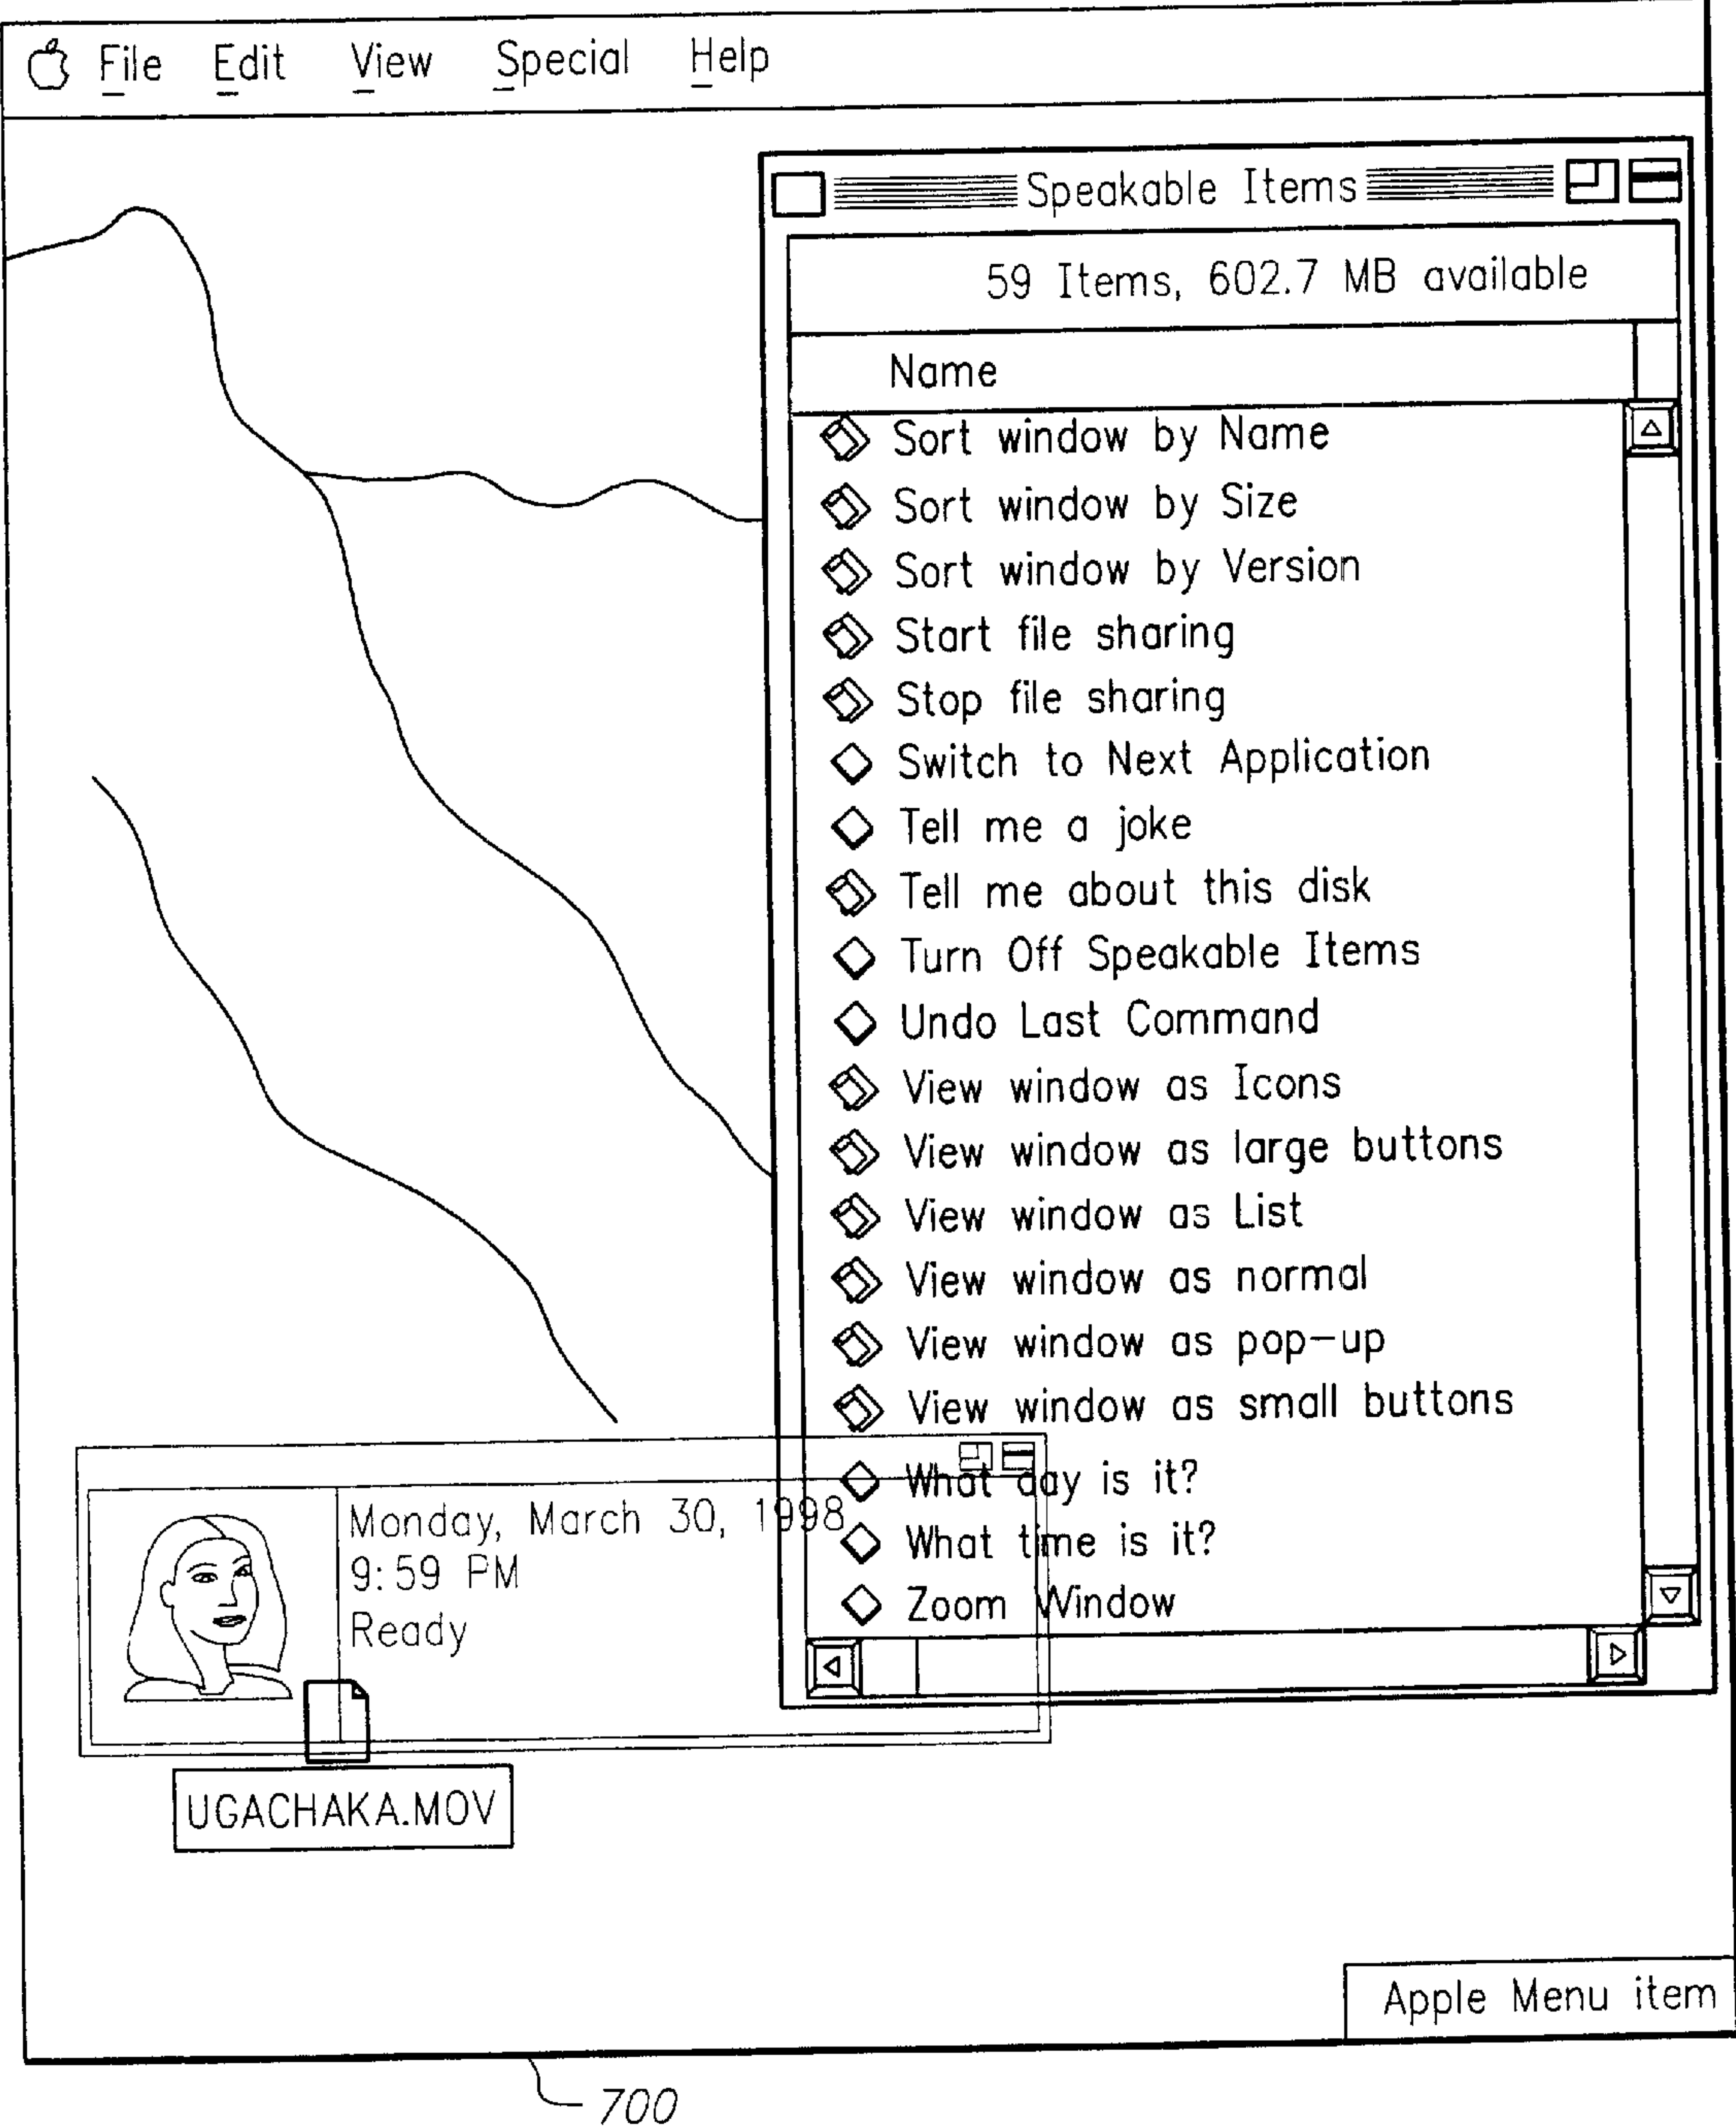 File Edit View Special Help
Speakable Items
59 Items, 602.7 MB available
Name
Sort window by Name
Sort window by Size
Sort window by Version
Start file sharing
Stop file sharing
Switch to Next Application
Tell me a joke
Tell me about this disk
Turn Off Speakable Items
Undo Last Command
View window as Icons
View window as large buttons
View window as List
View window as normal
View window as pop-up
View window as small buttons
What day is it?
What time is it?
Zoom Window
Monday, March 30, 1998
9:59 PM
Ready
UGACHAKA.MOV
Apple Menu item
700